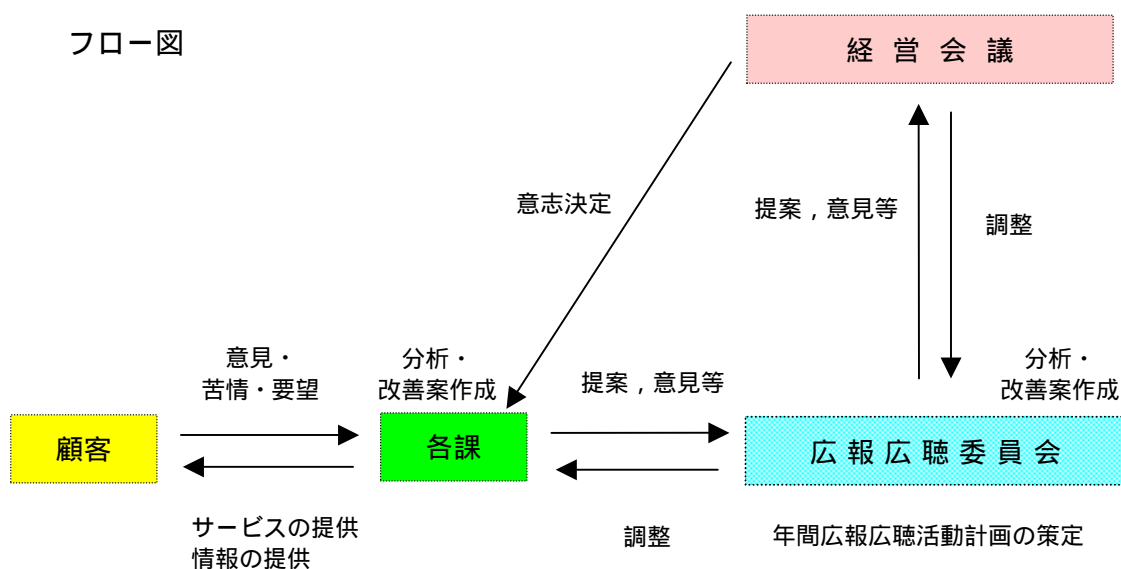 フロー図
経営会議
意志決定
提案，意見等
調整
意見・
苦情・要望
分析・
改善案作成
提案，意見等
分析・
改善案作成
顧客
各課
広報広聴委員会
サービスの提供
情報の提供
調整
年間広報広聴活動計画の策定